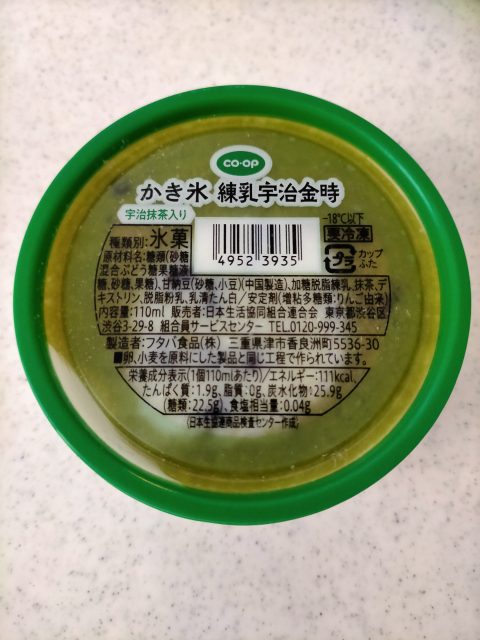 CO・OP
かき氷 練乳宇治金時
宇治抹茶入り
-18℃以下
要冷凍
種類別:氷菓
4952 3935
プラ
カップ
ふた
原材料名:糖類(砂糖
混合ぶどう糖果糖液
糖、砂糖、果糖)、甘納豆(砂糖、小豆)(中国製造)、加糖脱脂練乳、抹茶、デ
キストリン、脱脂粉乳、乳清たん白/安定剤(増粘多糖類:りんご由来)
内容量:110ml 販売者:日本生活協同組合連合会 東京都渋谷区
渋谷3-29-8 組合員サービスセンター TEL.0120-999-345
製造者:フタバ食品(株) 三重県津市香良洲町5536-30
■卵、小麦を原料にした製品と同じ工程で作られています。
栄養成分表示(1個110mlあたり)/エネルギー:111kcal、
たんぱく質:1.9g、脂質:0g、炭水化物:25.9g
(糖類:22.5g)、食塩相当量:0.04g
(日本生協連商品検査センター作成)